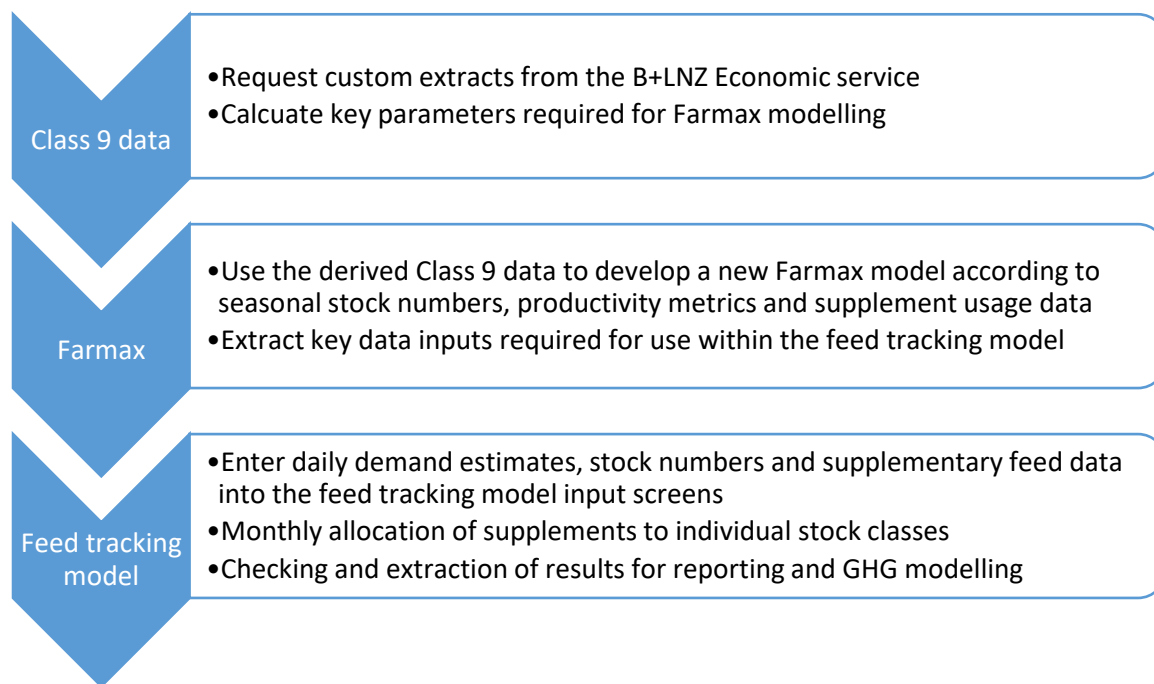 Class 9 data
•Request custom extracts from the B+LNZ Economic service
•Calcuate key parameters required for Farmax modelling
Farmax
•Use the derived Class 9 data to develop a new Farmax model according to
seasonal stock numbers, productivity metrics and supplement usage data
•Extract key data inputs required for use within the feed tracking model
Feed tracking
model
•Enter daily demand estimates, stock numbers and supplementary feed data
into the feed tracking model input screens
•Monthly allocation of supplements to individual stock classes
•Checking and extraction of results for reporting and GHG modelling